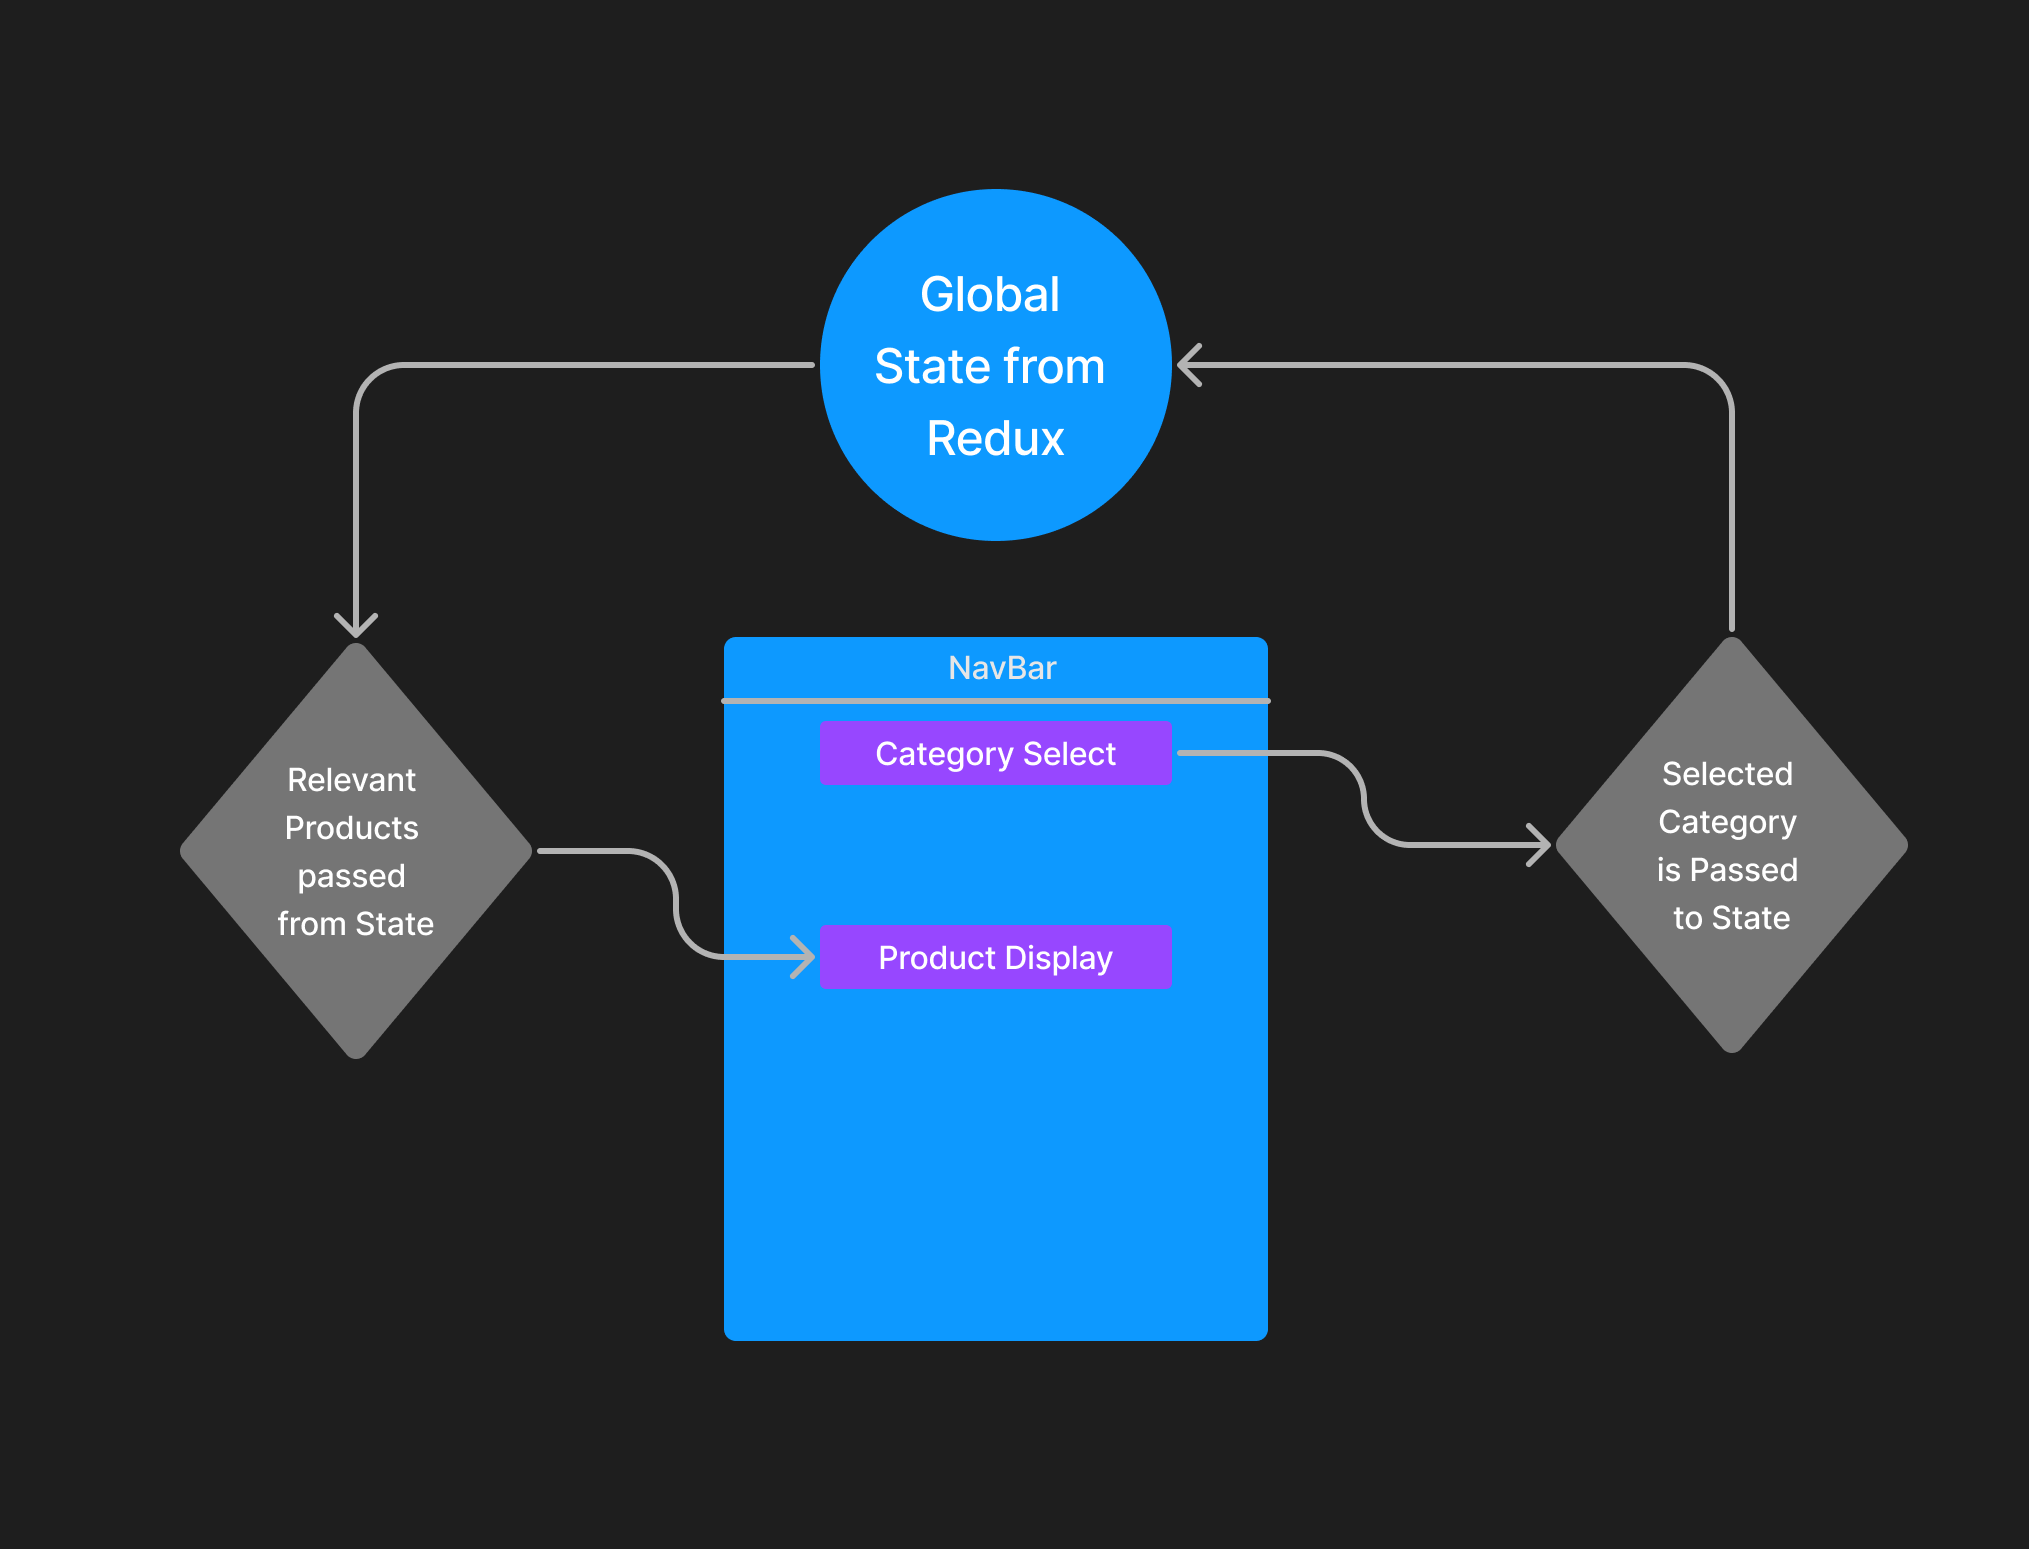 Global
State from
Redux
NavBar
Category Select
Product Display
Relevant
Products
passed
from State
Selected
Category
is Passed
to State